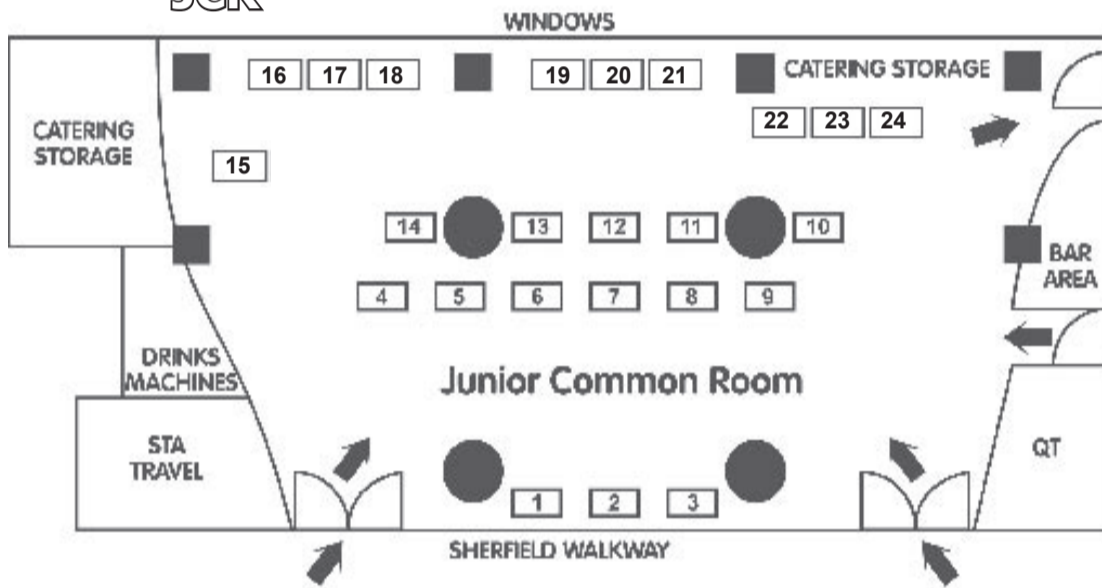 JCR
WINDOWS
16 17 18 19 20 21 CATERING STORAGE
22 23 24
CATERING
STORAGE
15
14 13 12 11 10
BAR
AREA
4 5 6 7 8 9
DRINKS
MACHINES
Junior Common Room
STA
TRAVEL
QT
1 2 3
SHERFIELD WALKWAY